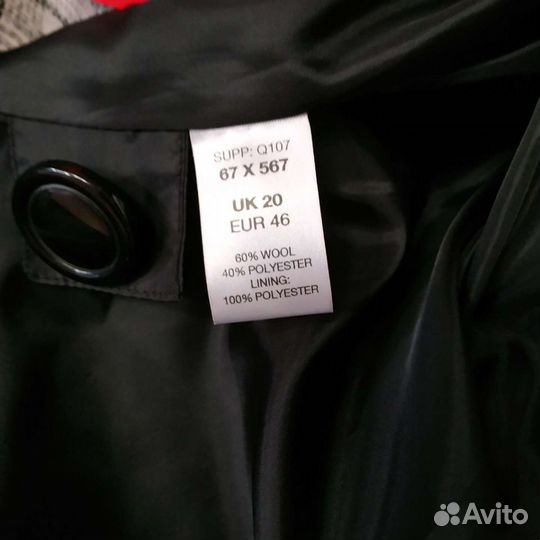 SUPP: Q107
67 X 567
UK 20
EUR 46
60% WOOL
40% POLYESTER
LINING:
100% POLYESTER
Avito